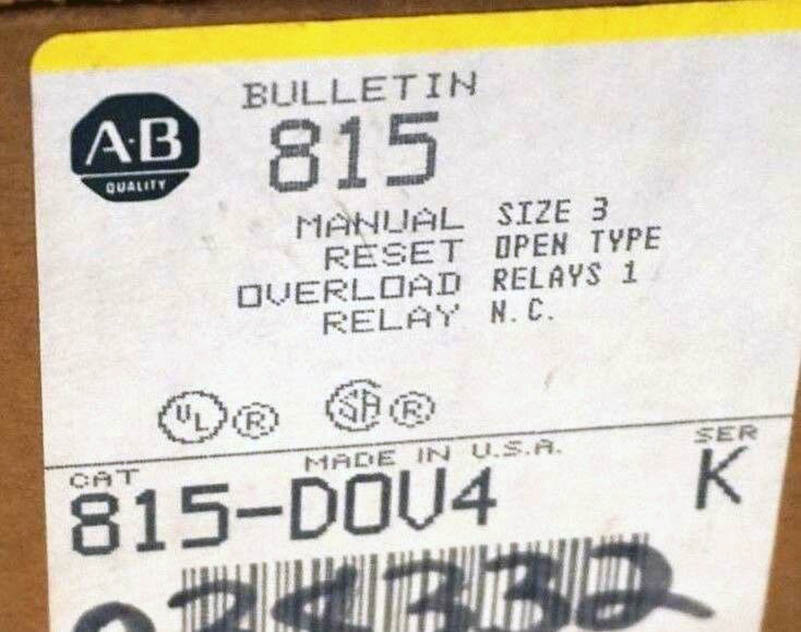 BULLETIN
815
A·B
QUALITY
MANUAL
RESET
OVERLOAD
RELAY
SIZE 3
OPEN TYPE
RELAYS 1
N.C.
UL ®
SA ®
MADE IN U.S.A.
CAT
815-DOV4
SER
K